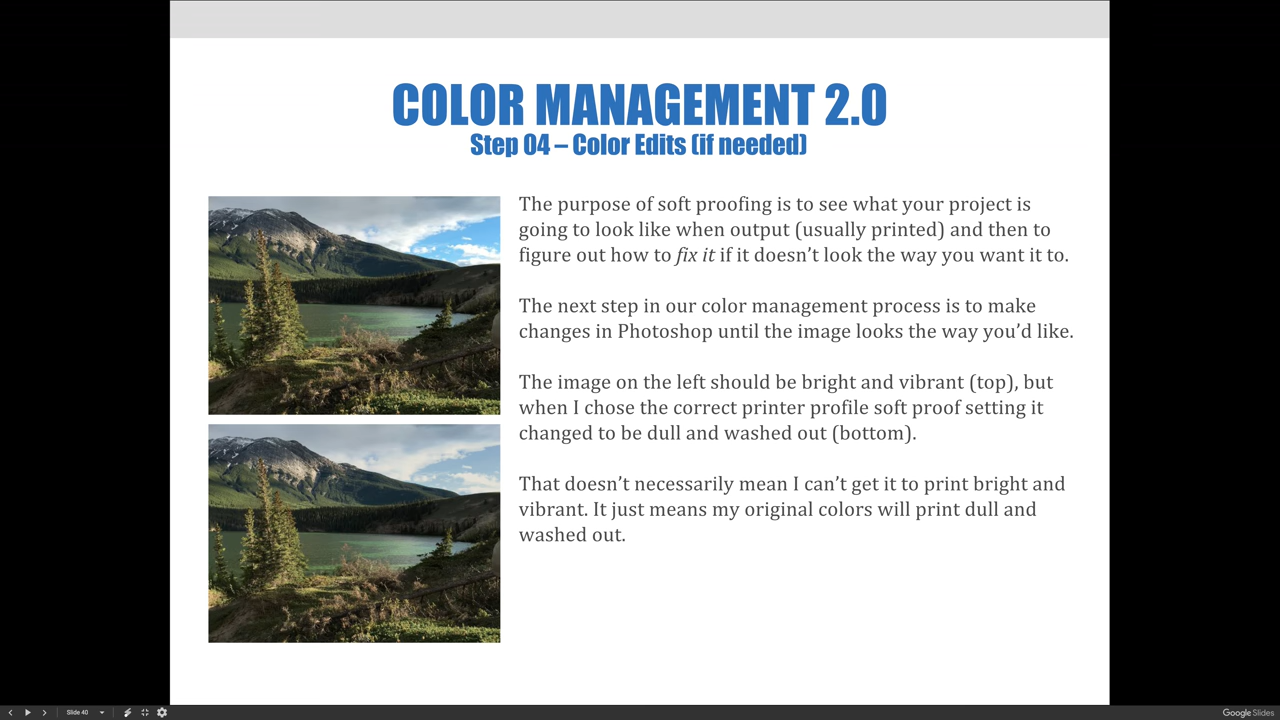 COLOR MANAGEMENT 2.0
Step 04 – Color Edits (if needed)
The purpose of soft proofing is to see what your project is
going to look like when output (usually printed) and then to
figure out how to fix it if it doesn’t look the way you want it to.
The next step in our color management process is to make
changes in Photoshop until the image looks the way you’d like.
The image on the left should be bright and vibrant (top), but
when I chose the correct printer profile soft proof setting it
changed to be dull and washed out (bottom).
That doesn’t necessarily mean I can’t get it to print bright and
vibrant. It just means my original colors will print dull and
washed out.
Slide 40
Google Slides